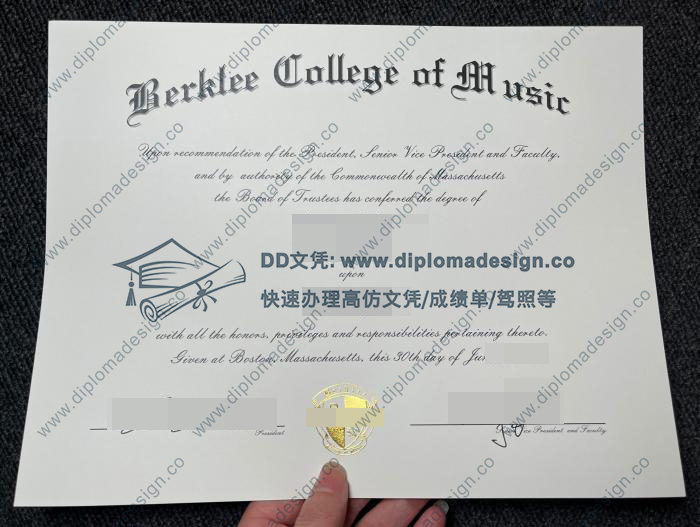 Berklee College of Music
Upon recommendation of the President, Senior Vice President and Faculty,
and by authority of the Commonwealth of Massachusetts
the Board of Trustees has conferred the degree of
DD文凭: www.diplomadesign.co
upon
快速办理高仿文凭/成绩单/驾照等
with all the honors, privileges and responsibilities pertaining thereto.
Given at Boston, Massachusetts, this 30th day of
President
Vice President and Faculty
www.diplomadesign.co